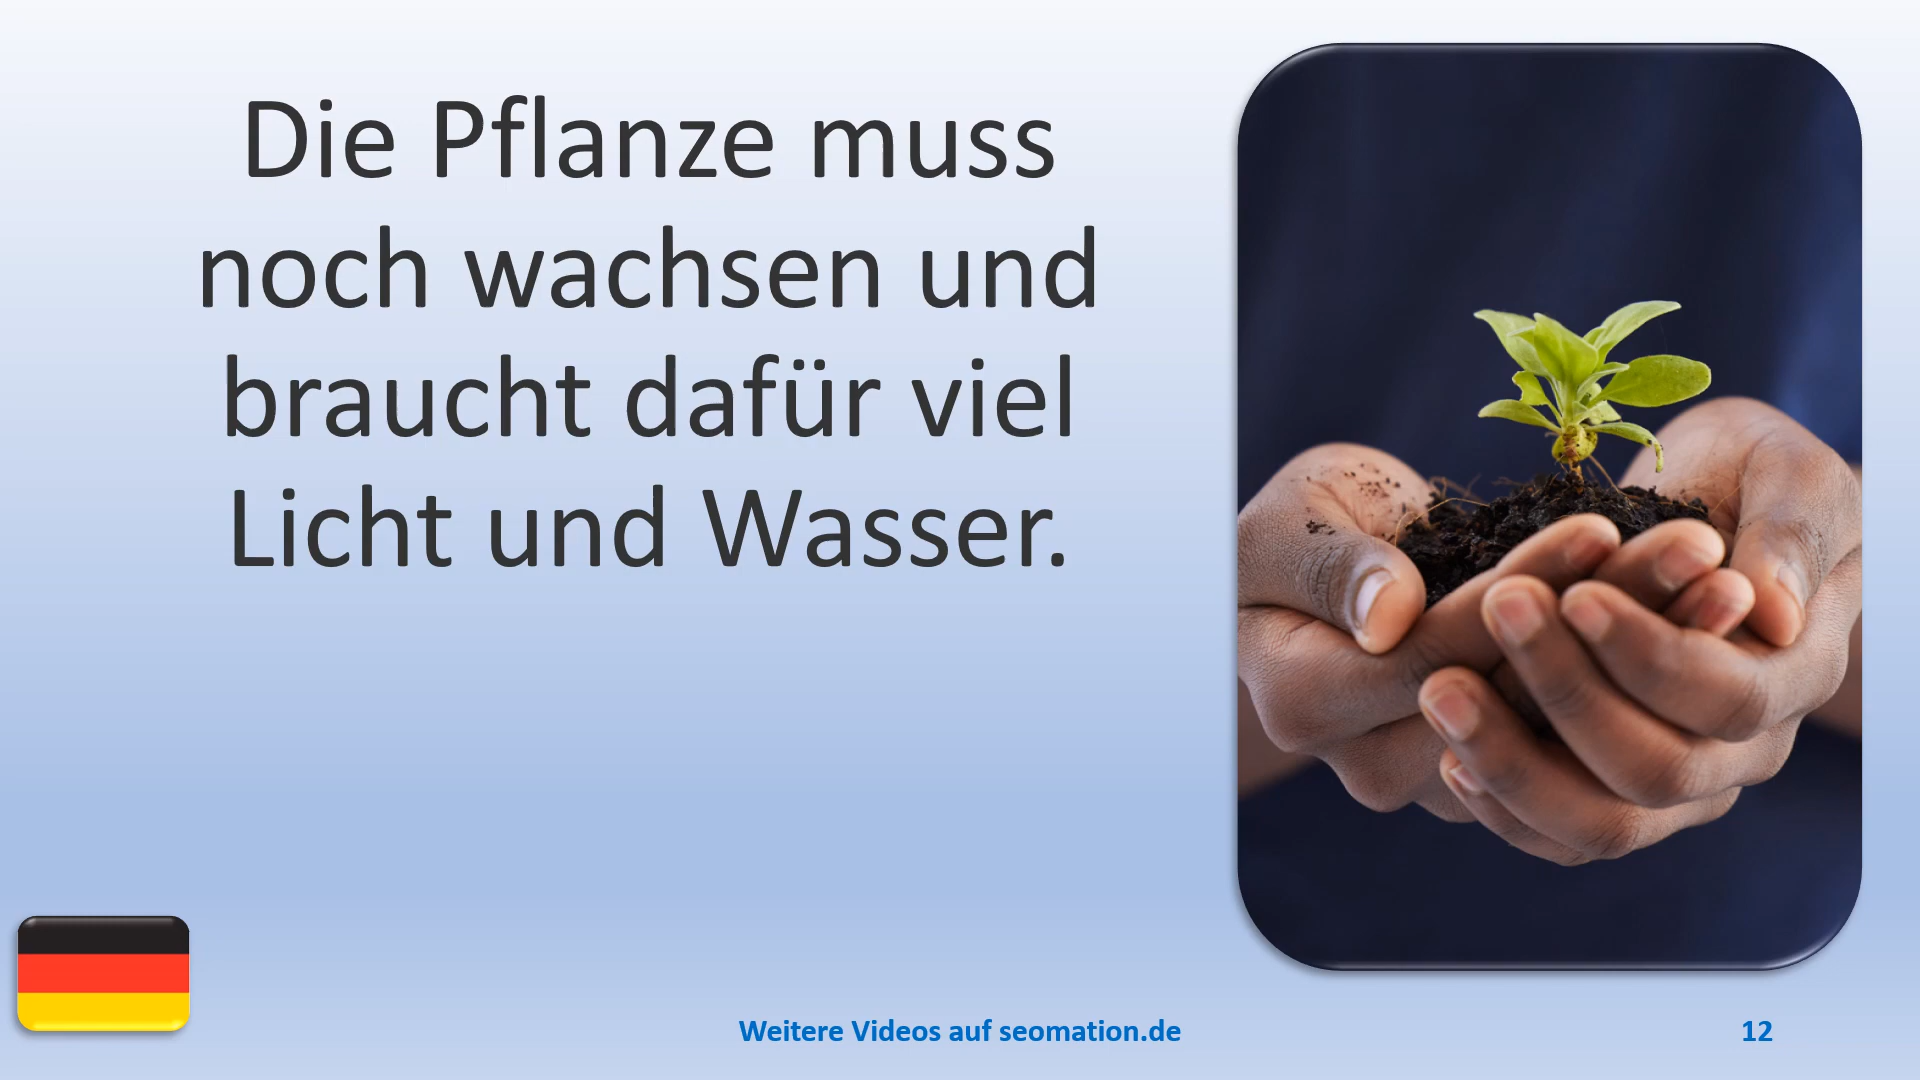 Die Pflanze muss
noch wachsen und
braucht dafür viel
Licht und Wasser.
Weitere Videos auf seomation.de
12